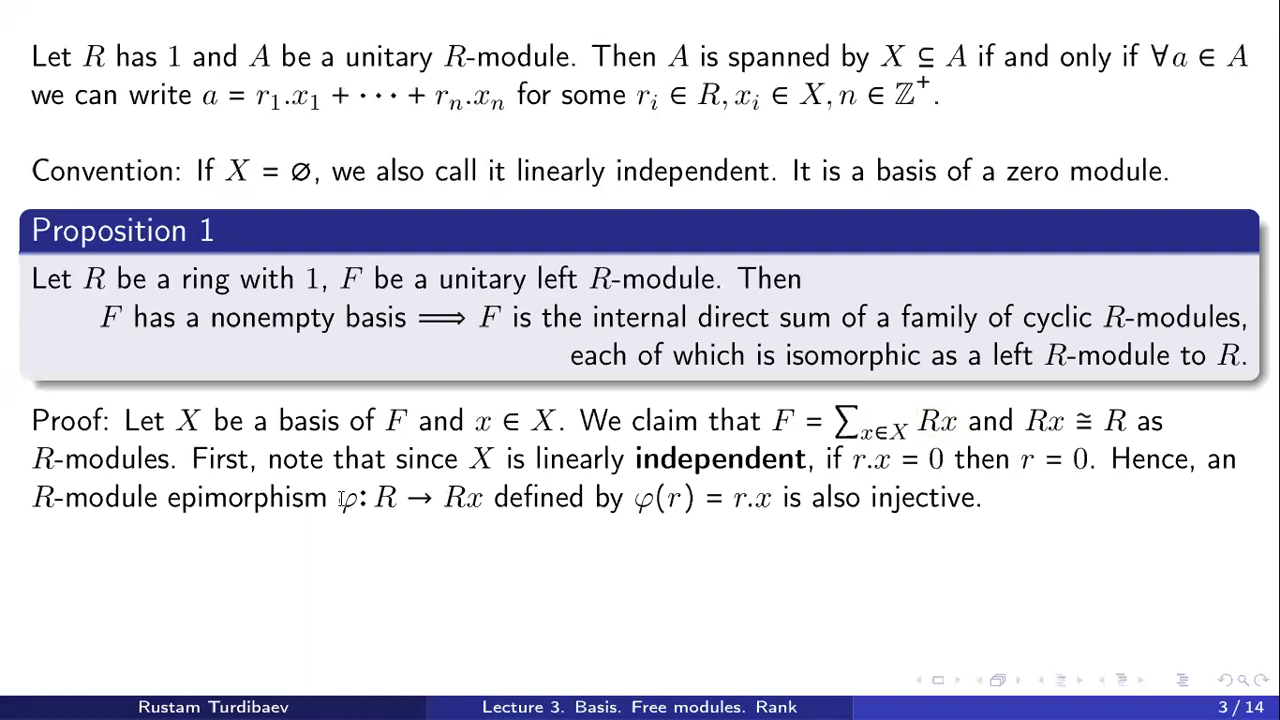 Let R has 1 and A be a unitary R-module. Then A is spanned by X ⊆ A if and only if ∀a ∈ A
we can write a = r₁.x₁ + ⋯ + rₙ.xₙ for some rᵢ ∈ R, xᵢ ∈ X, n ∈ ℤ⁺.
Convention: If X = ∅, we also call it linearly independent. It is a basis of a zero module.
Proposition 1
Let R be a ring with 1, F be a unitary left R-module. Then
F has a nonempty basis ⟹ F is the internal direct sum of a family of cyclic R-modules,
each of which is isomorphic as a left R-module to R.
Proof: Let X be a basis of F and x ∈ X. We claim that F = ∑_{x∈X} Rx and Rx ≅ R as
R-modules. First, note that since X is linearly independent, if r.x = 0 then r = 0. Hence, an
R-module epimorphism φ: R → Rx defined by φ(r) = r.x is also injective.
Rustam Turdibaev Lecture 3. Basis. Free modules. Rank 3 / 14